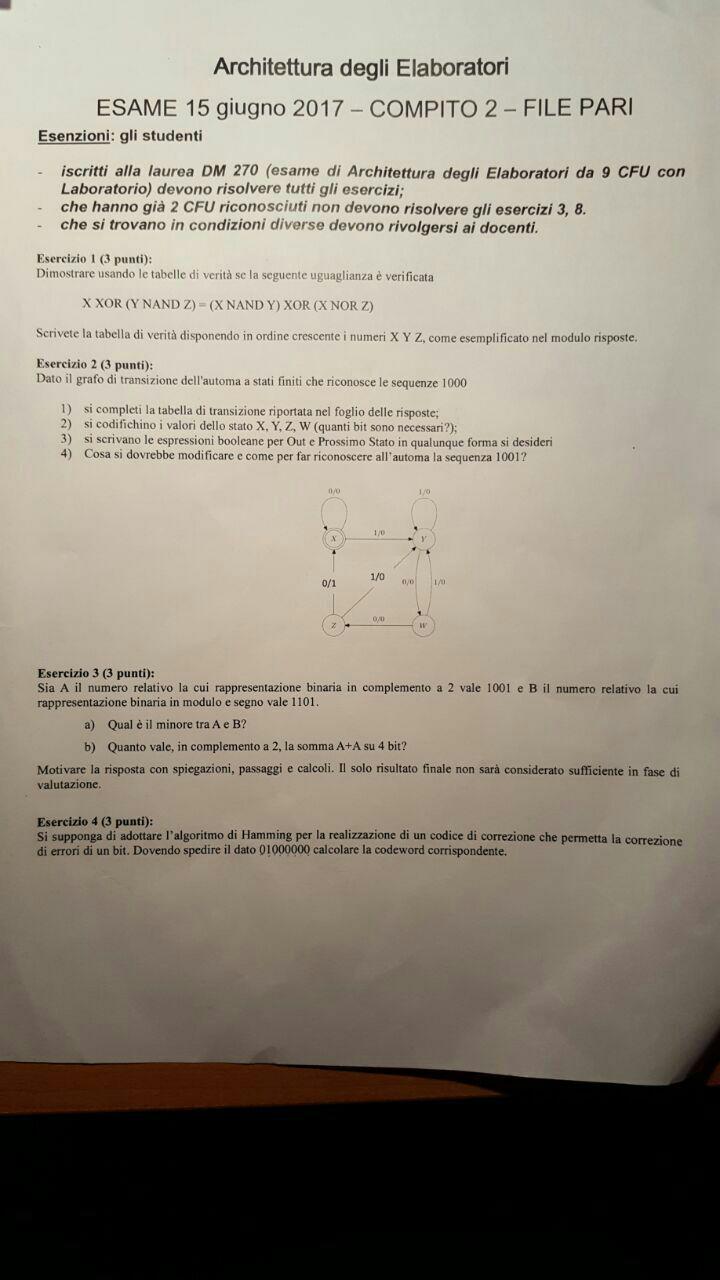 Architettura degli Elaboratori
ESAME 15 giugno 2017 – COMPITO 2 – FILE PARI
Esenzioni: gli studenti
- iscritti alla laurea DM 270 (esame di Architettura degli Elaboratori da 9 CFU con
Laboratorio) devono risolvere tutti gli esercizi;
- che hanno già 2 CFU riconosciuti non devono risolvere gli esercizi 3, 8.
- che si trovano in condizioni diverse devono rivolgersi ai docenti.
Esercizio 1 (3 punti):
Dimostrare usando le tabelle di verità se la seguente uguaglianza è verificata
X XOR (Y NAND Z) = (X NAND Y) XOR (X NOR Z)
Scrivete la tabella di verità disponendo in ordine crescente i numeri X Y Z, come esemplificato nel modulo risposte.
Esercizio 2 (3 punti):
Dato il grafo di transizione dell'automa a stati finiti che riconosce le sequenze 1000
1) si completi la tabella di transizione riportata nel foglio delle risposte;
2) si codifichino i valori dello stato X, Y, Z, W (quanti bit sono necessari?);
3) si scrivano le espressioni booleane per Out e Prossimo Stato in qualunque forma si desideri
4) Cosa si dovrebbe modificare e come per far riconoscere all'automa la sequenza 1001?
0/0 1/0
X 1/0 Y
0/1 1/0 0/0 1/0
Z 0/0 W
Esercizio 3 (3 punti):
Sia A il numero relativo la cui rappresentazione binaria in complemento a 2 vale 1001 e B il numero relativo la cui
rappresentazione binaria in modulo e segno vale 1101.
a) Qual è il minore tra A e B?
b) Quanto vale, in complemento a 2, la somma A+A su 4 bit?
Motivare la risposta con spiegazioni, passaggi e calcoli. Il solo risultato finale non sarà considerato sufficiente in fase di
valutazione.
Esercizio 4 (3 punti):
Si supponga di adottare l'algoritmo di Hamming per la realizzazione di un codice di correzione che permetta la correzione
di errori di un bit. Dovendo spedire il dato 01000000 calcolare la codeword corrispondente.